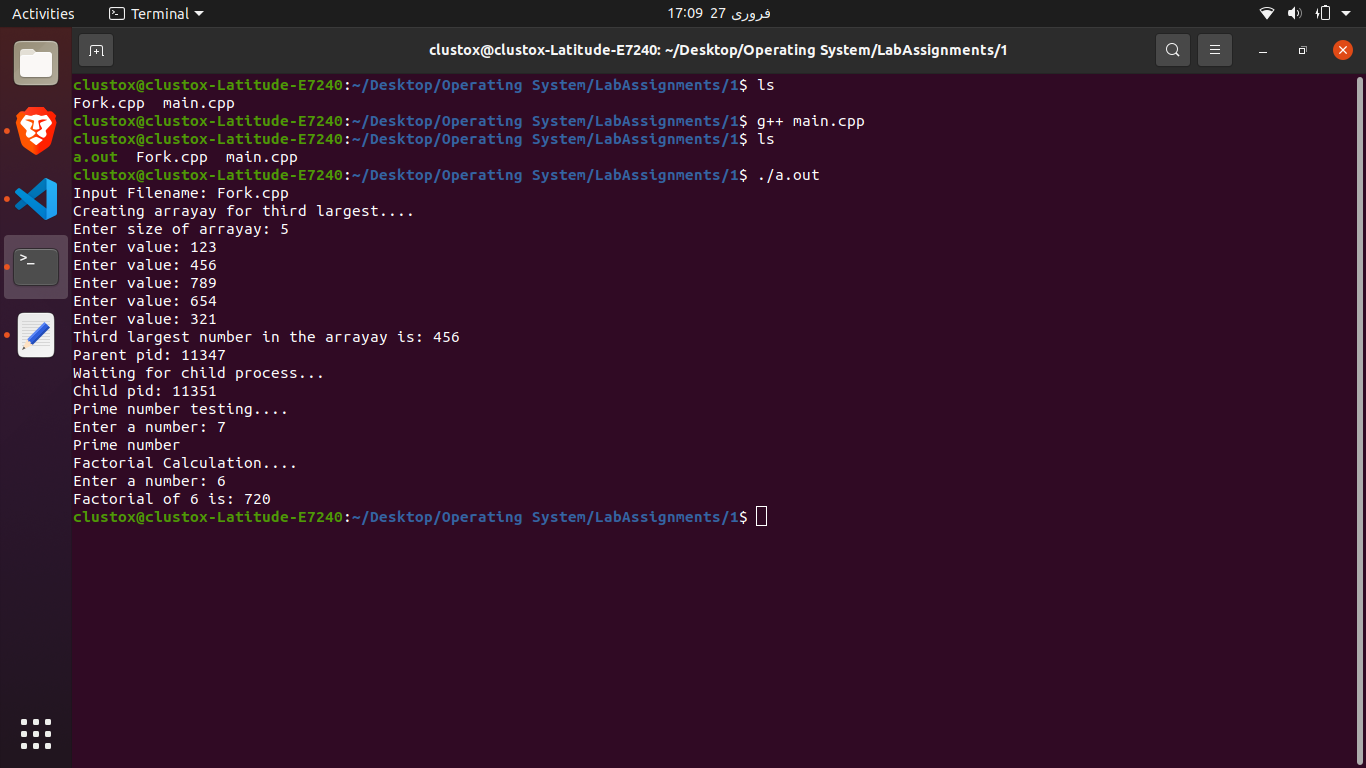 Activities
Terminal
17:09 27 فروری
clustox@clustox-Latitude-E7240: ~/Desktop/Operating System/LabAssignments/1
clustox@clustox-Latitude-E7240:~/Desktop/Operating System/LabAssignments/1$ ls
Fork.cpp  main.cpp
clustox@clustox-Latitude-E7240:~/Desktop/Operating System/LabAssignments/1$ g++ main.cpp
clustox@clustox-Latitude-E7240:~/Desktop/Operating System/LabAssignments/1$ ls
a.out  Fork.cpp  main.cpp
clustox@clustox-Latitude-E7240:~/Desktop/Operating System/LabAssignments/1$ ./a.out
Input Filename: Fork.cpp
Creating arrayay for third largest....
Enter size of arrayay: 5
Enter value: 123
Enter value: 456
Enter value: 789
Enter value: 654
Enter value: 321
Third largest number in the arrayay is: 456
Parent pid: 11347
Waiting for child process...
Child pid: 11351
Prime number testing....
Enter a number: 7
Prime number
Factorial Calculation....
Enter a number: 6
Factorial of 6 is: 720
clustox@clustox-Latitude-E7240:~/Desktop/Operating System/LabAssignments/1$